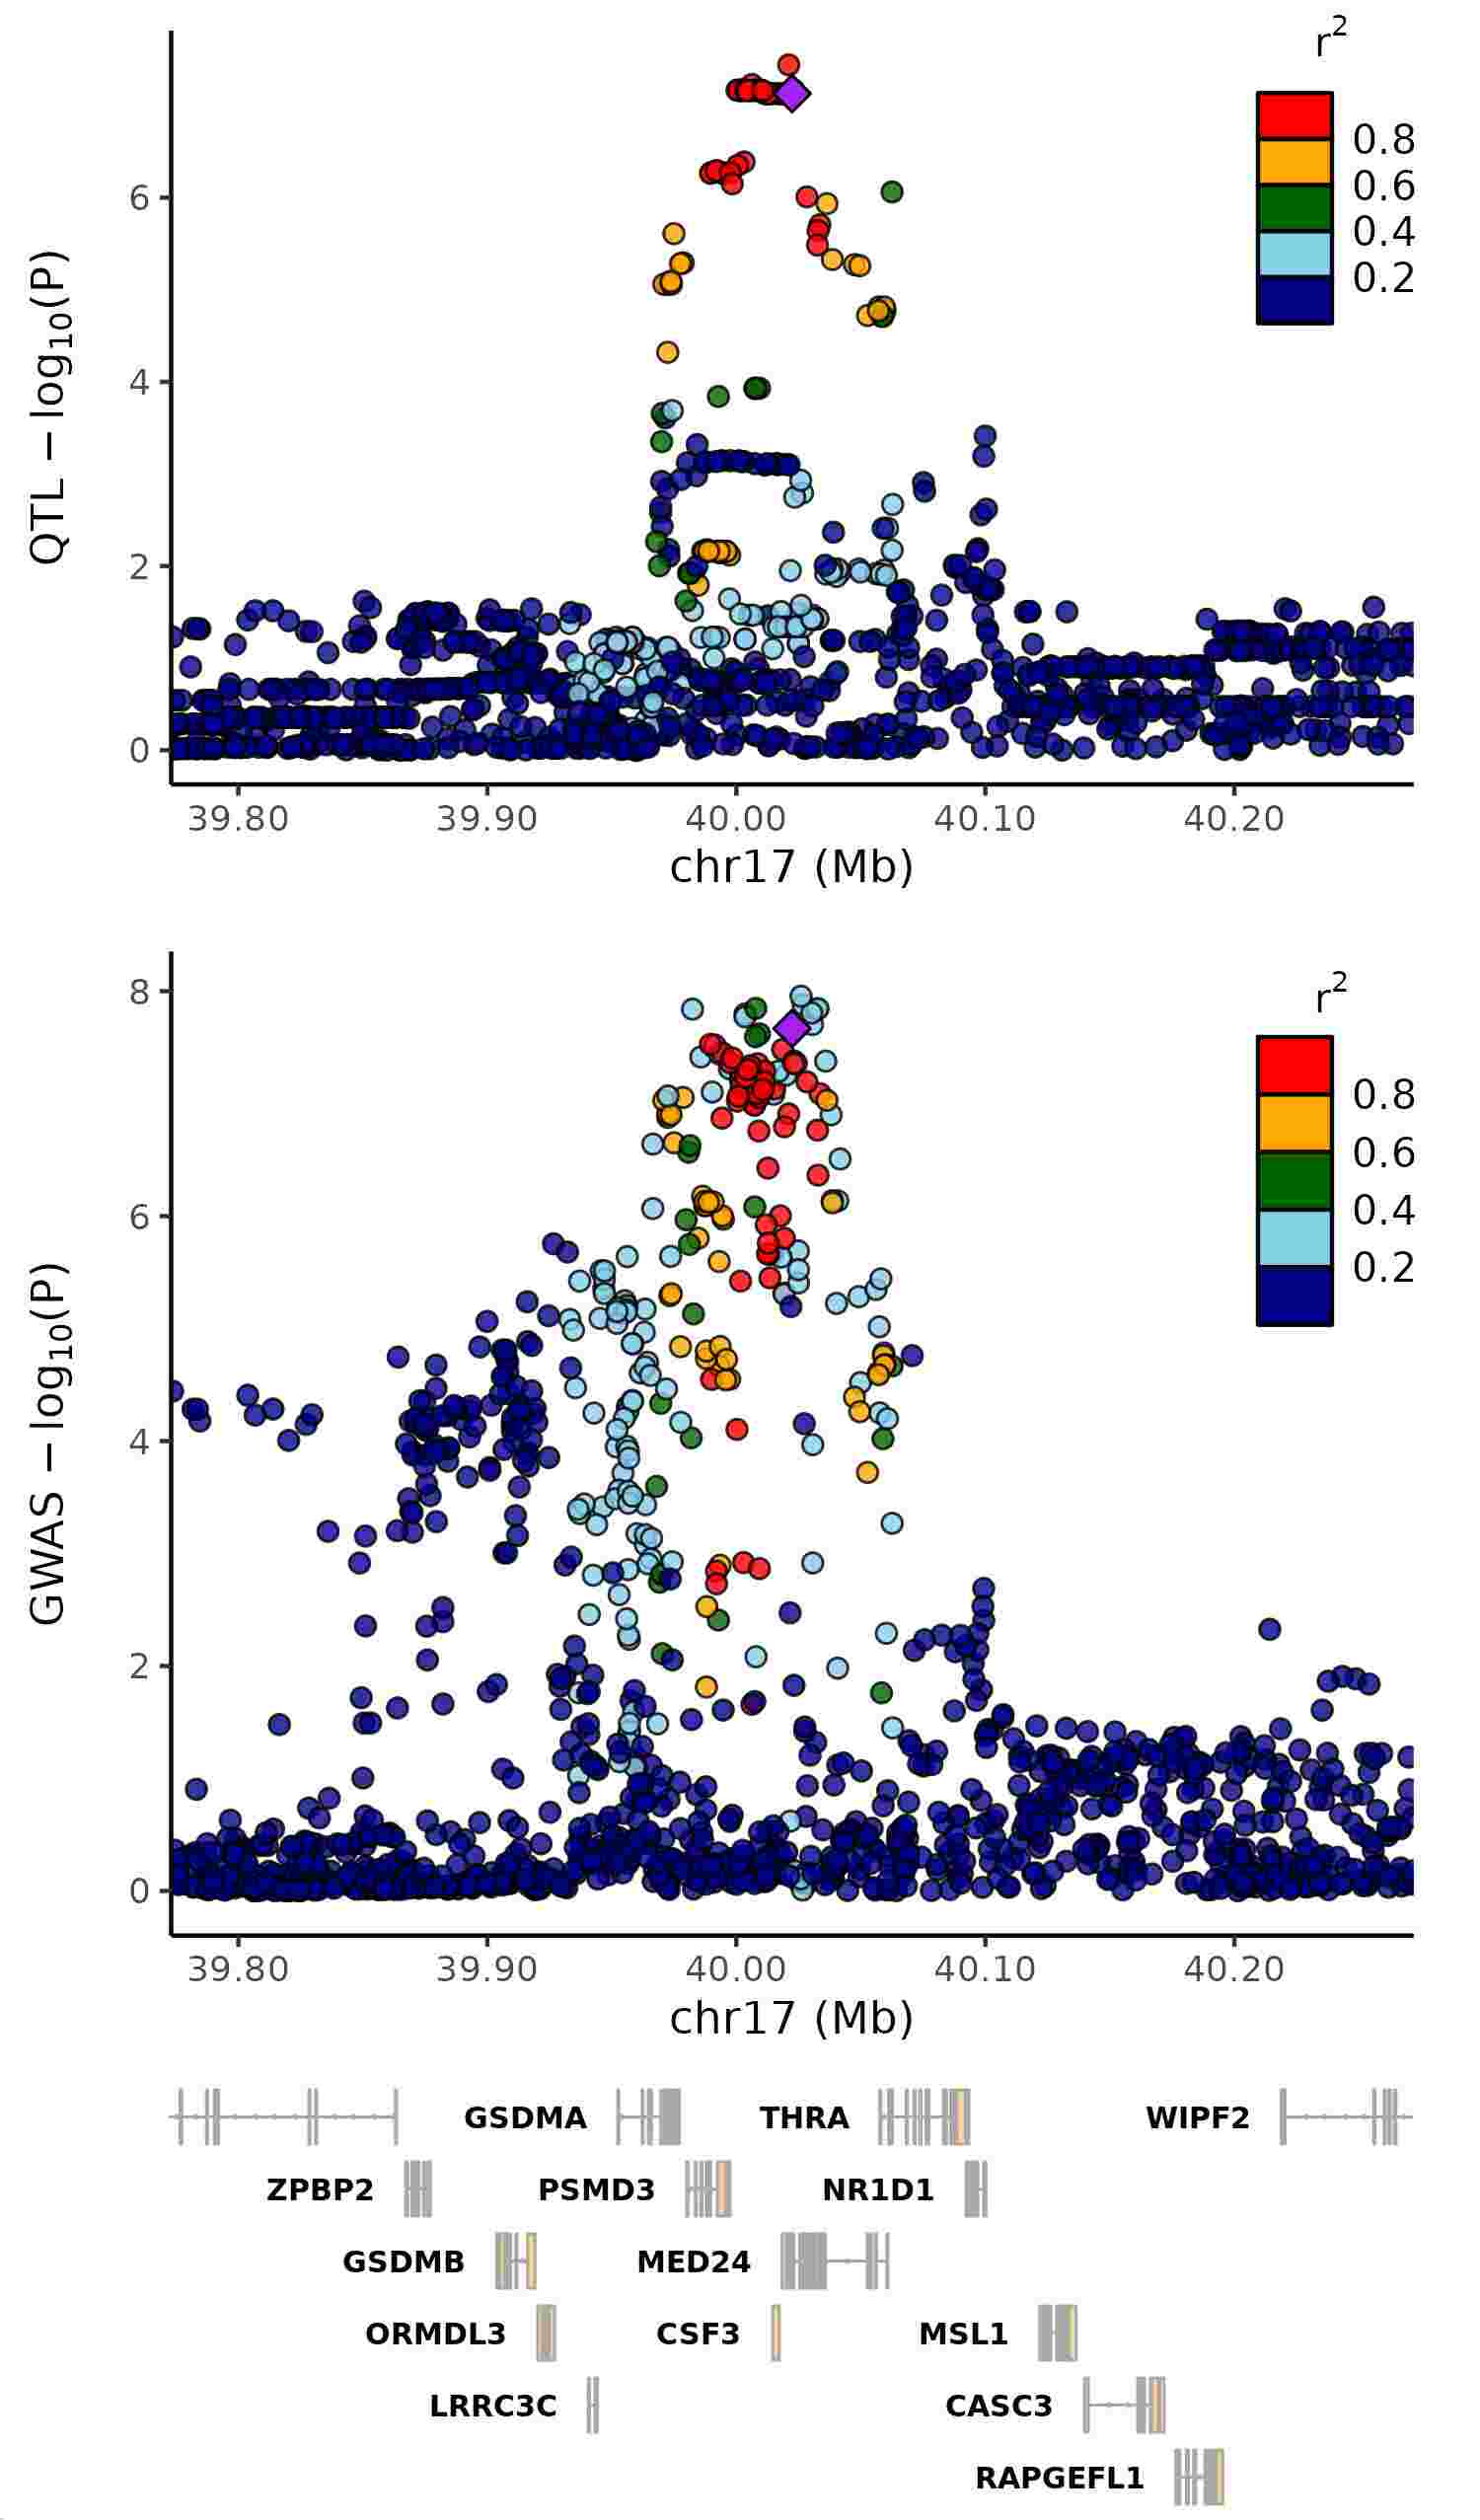 r²
0.8
0.6
0.4
0.2
QTL −log₁₀(P)
6
4
2
0
39.80 39.90 40.00 40.10 40.20
chr17 (Mb)
r²
0.8
0.6
0.4
0.2
GWAS −log₁₀(P)
8
6
4
2
0
39.80 39.90 40.00 40.10 40.20
chr17 (Mb)
GSDMA THRA WIPF2
ZPBP2 PSMD3 NR1D1
GSDMB MED24
ORMDL3 CSF3 MSL1
LRRC3C CASC3
RAPGEFL1